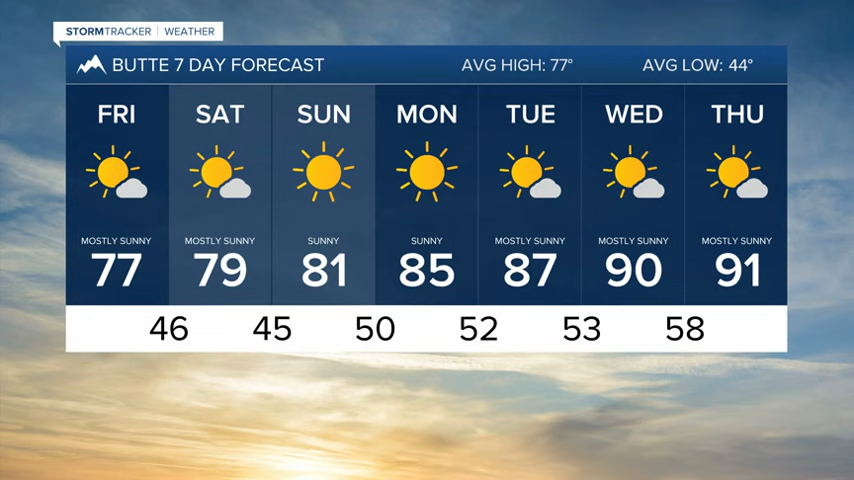 STORMTRACKER | WEATHER
BUTTE 7 DAY FORECAST AVG HIGH: 77° AVG LOW: 44°
FRI SAT SUN MON TUE WED THU
MOSTLY SUNNY MOSTLY SUNNY SUNNY SUNNY MOSTLY SUNNY MOSTLY SUNNY MOSTLY SUNNY
77 79 81 85 87 90 91
46 45 50 52 53 58